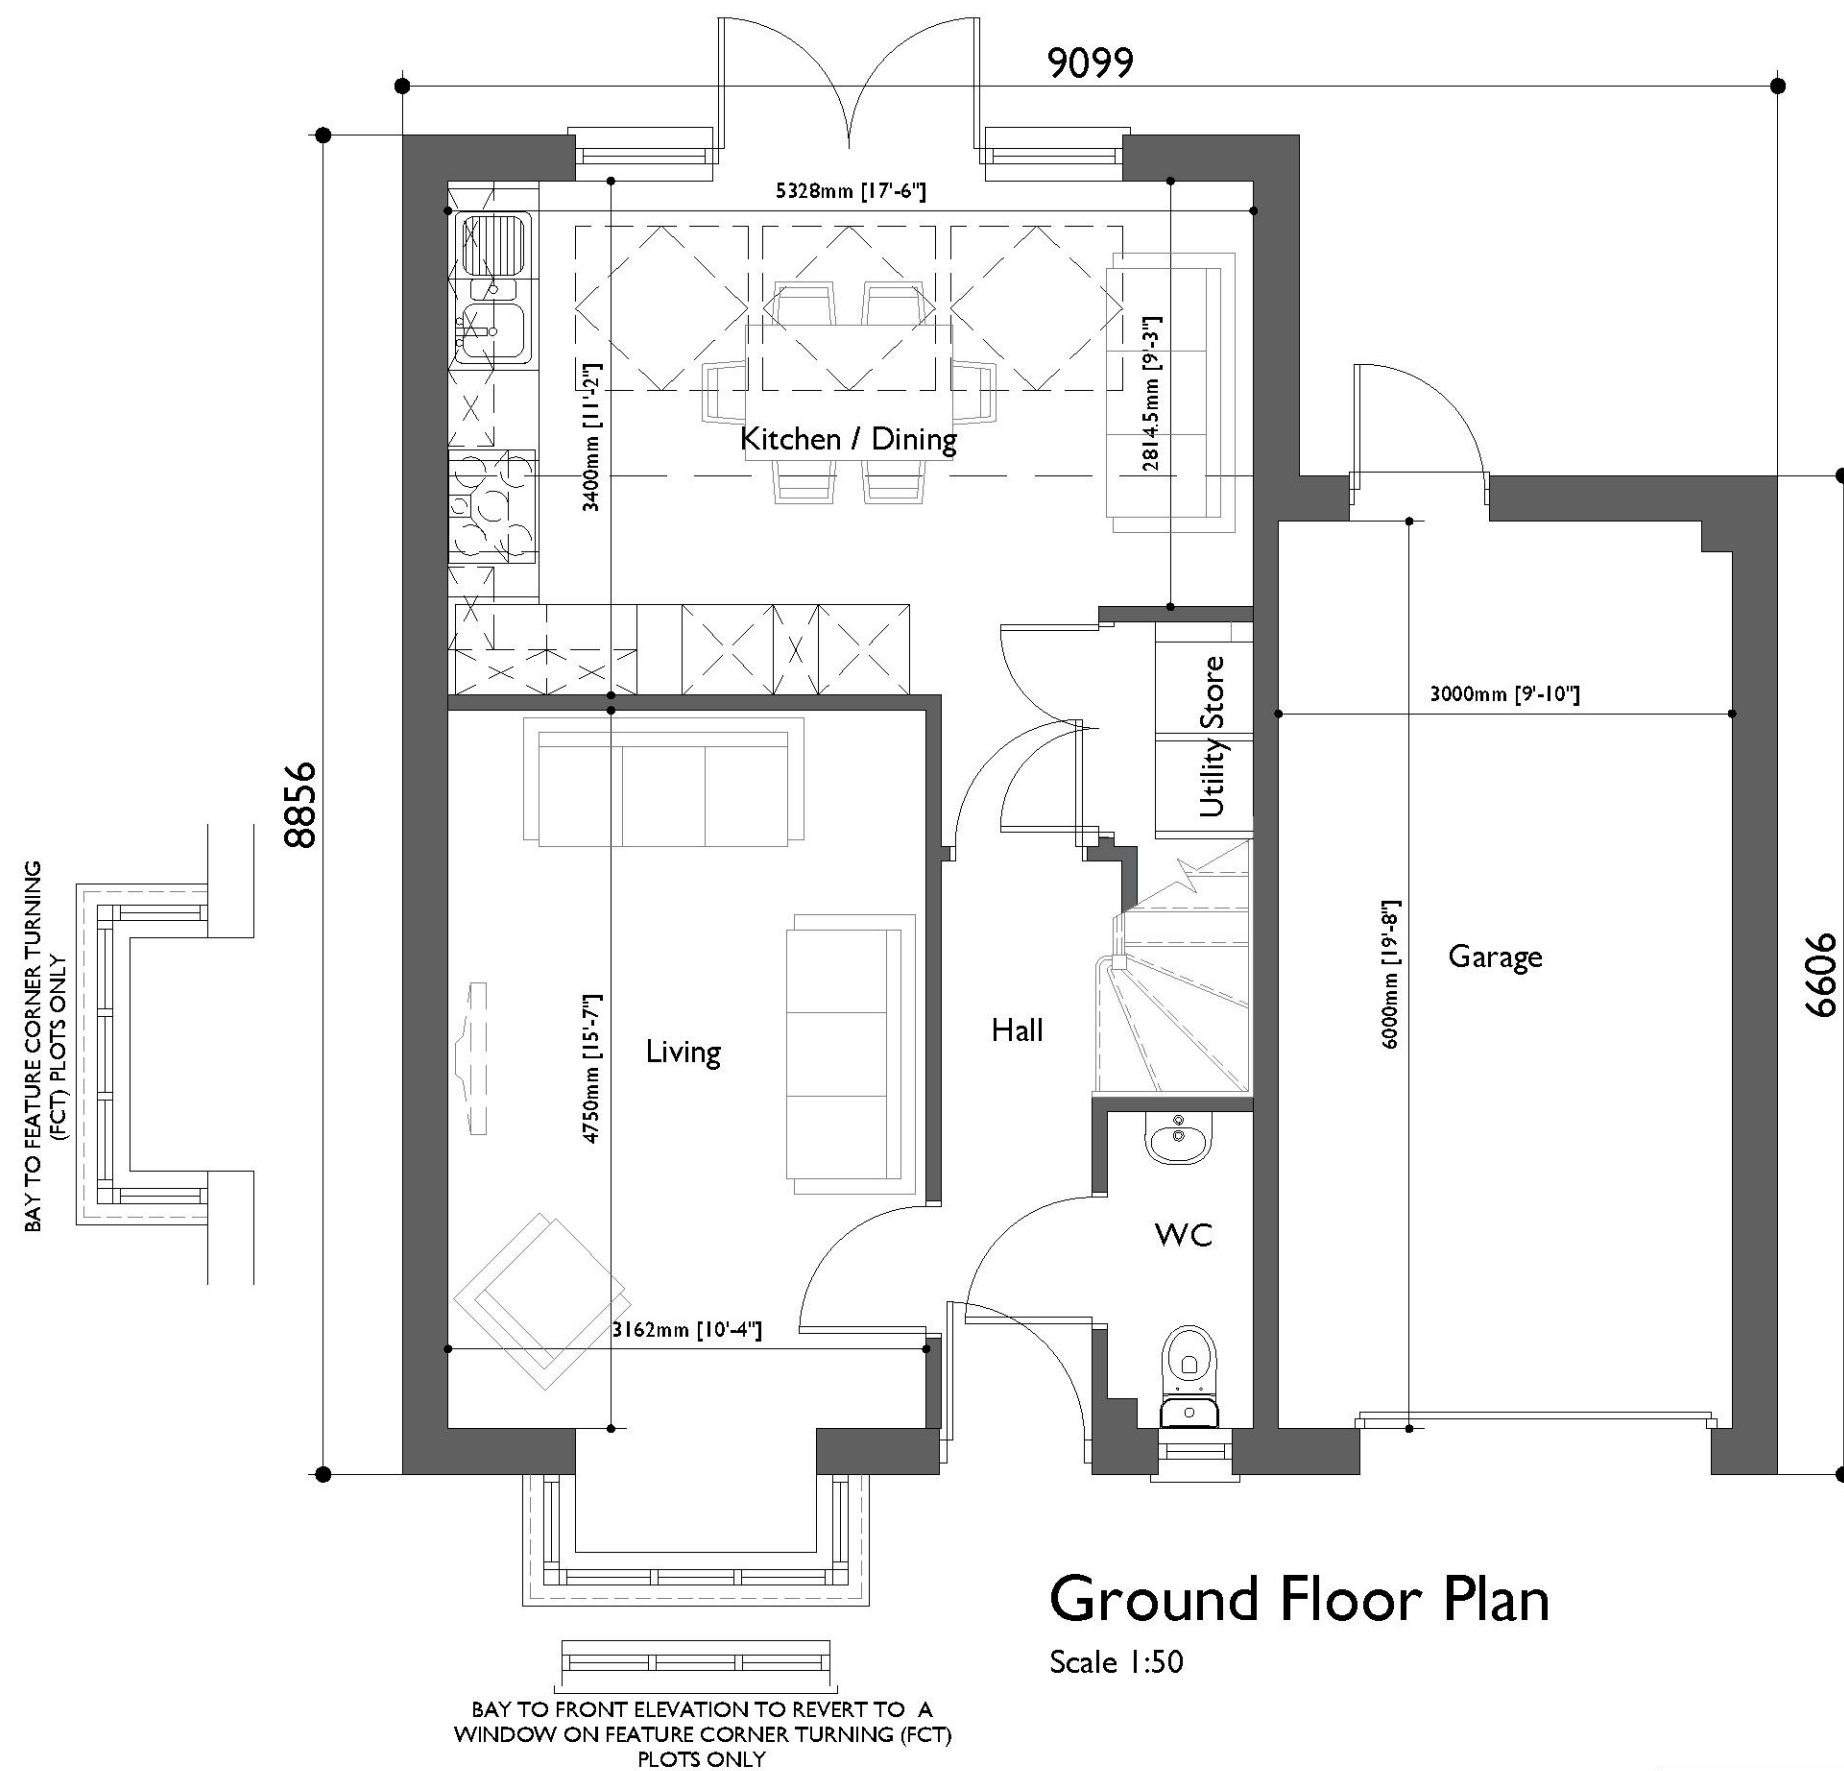 9099
5328mm [17'-6"]
3400mm [11'-2"]
2814.5mm [9'-3"]
Kitchen / Dining
Utility Store
3000mm [9'-10"]
8856
BAY TO FEATURE CORNER TURNING
(FCT) PLOTS ONLY
6000mm [19'-8"]
Garage
6606
4750mm [15'-7"]
Living
Hall
WC
3162mm [10'-4"]
Ground Floor Plan
Scale 1:50
BAY TO FRONT ELEVATION TO REVERT TO A
WINDOW ON FEATURE CORNER TURNING (FCT)
PLOTS ONLY